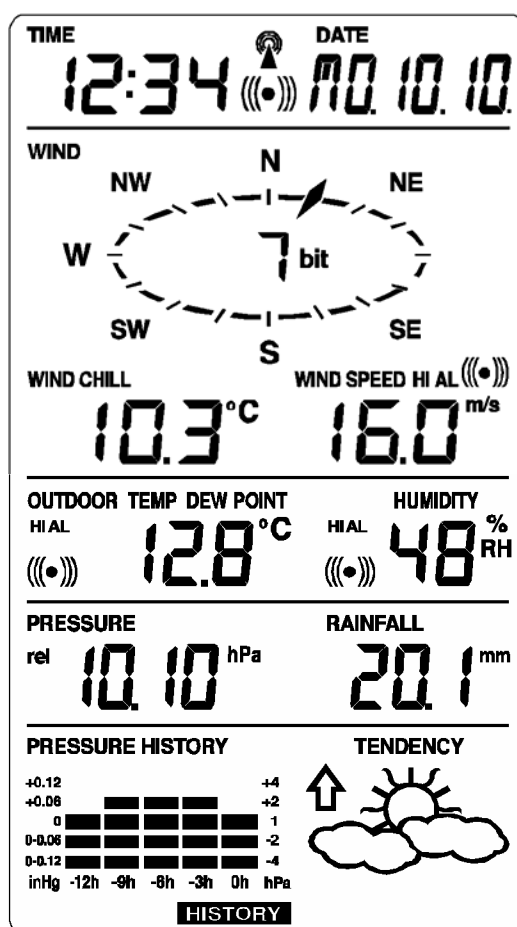 TIME DATE
12:34 MO. 10. 10.
WIND
N
NW NE
W 7 bit
SW SE
S
WIND CHILL WIND SPEED HI AL
10.3 °C 16.0 m/s
OUTDOOR TEMP DEW POINT HUMIDITY
HI AL 12.8 °C HI AL 48 % RH
PRESSURE RAINFALL
rel 10.10 hPa 20.1 mm
PRESSURE HISTORY TENDENCY
+0.12 +4
+0.06 +2
0 1
0-0.06 -2
0-0.12 -4
inHg -12h -9h -6h -3h 0h hPa
HISTORY